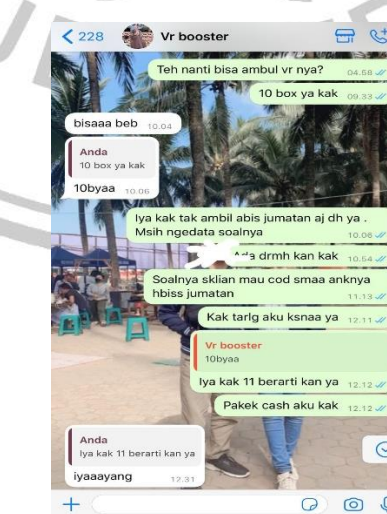 228
Vr booster
Teh nanti bisa ambul vr nya?
04.58
10 box ya kak
09.33
bisaaa beb
10.04
Anda
10 box ya kak
10byaa
10.06
Iya kak tak ambil abis jumatan aj dh ya .
Msih ngedata soalnya
10.06
Ada drmh kan kak
10.54
Soalnya sklian mau cod smaa anknya
hbiss jumatan
11.13
Kak tarlg aku ksnaa ya
12.11
Vr booster
10byaa
Iya kak 11 berarti kan ya
12.12
Pakek cash aku kak
12.12
Anda
Iya kak 11 berarti kan ya
iyaaayang
12.31